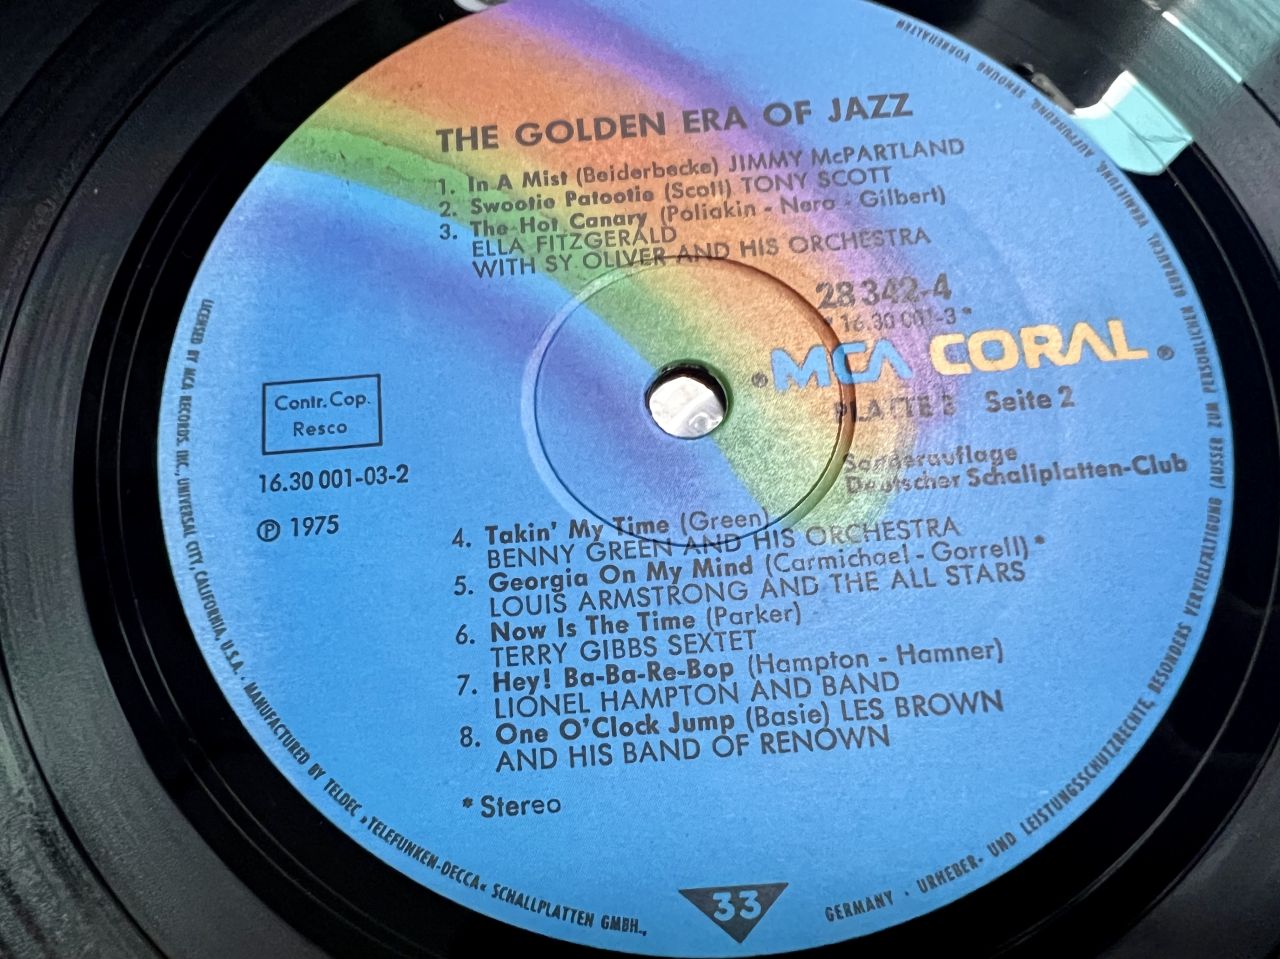 THE GOLDEN ERA OF JAZZ
1. In A Mist (Beiderbecke) JIMMY McPARTLAND
2. Swootie Patootie (Scott) TONY SCOTT
3. The Hot Canary (Poliakin - Nero - Gilbert)
ELLA FITZGERALD
WITH SY OLIVER AND HIS ORCHESTRA
28 342-4
* 16.30 001-3 *
MCA CORAL ®
PLATTE Seite 2
Sonderauflage
Deutscher Schallplatten-Club
Contr. Cop.
Resco
16.30 001-03-2
℗ 1975
4. Takin' My Time (Green)
BENNY GREEN AND HIS ORCHESTRA
5. Georgia On My Mind (Carmichael - Gorrell) *
LOUIS ARMSTRONG AND THE ALL STARS
6. Now Is The Time (Parker)
TERRY GIBBS SEXTET
7. Hey! Ba-Ba-Re-Bop (Hampton - Hamner)
LIONEL HAMPTON AND BAND
8. One O'Clock Jump (Basie) LES BROWN
AND HIS BAND OF RENOWN
* Stereo
33
LICENSED BY MCA RECORDS, INC., UNIVERSAL CITY, CALIFORNIA, U.S.A. · MANUFACTURED BY TELDEC »TELEFUNKEN-DECCA« SCHALLPLATTEN GMBH.,
GERMANY · URHEBER- UND LEISTUNGSSCHUTZRECHTE, BESONDERS VERVIELFÄLTIGUNG (AUSSER ZUM PERSÖNLICHEN GEBRAUCH), VERMIETUNG, AUFFÜHRUNG, SENDUNG VORBEHALTEN